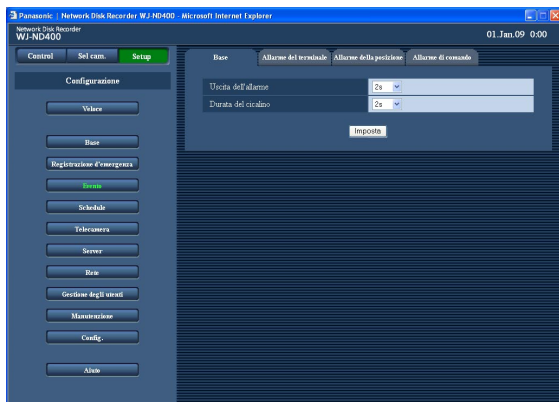 Panasonic | Network Disk Recorder WJ-ND400 - Microsoft Internet Explorer
Network Disk Recorder
WJ-ND400
01.Jan.09 0:00
Control Sel cam. Setup
Base Allarme del terminale Allarme della posizione Allarme di comando
Configurazione
Uscita dell'allarme 2s
Durata del cicalino 2s
Imposta
Veloce
Base
Registrazione d'emergenza
Evento
Schedule
Telecamera
Server
Rete
Gestione degli utenti
Manutenzione
Config.
Aiuto